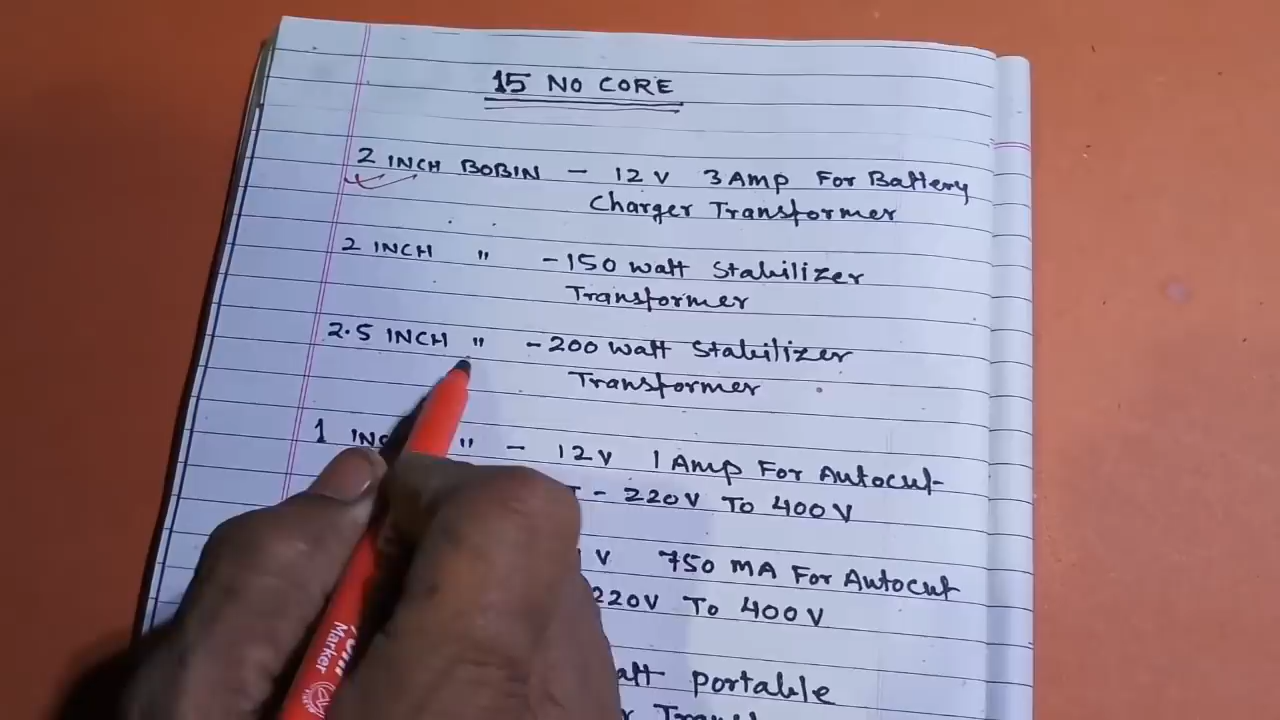 15 NO CORE
2 INCH BOBIN - 12 V 3 Amp For Battery
Charger Transformer
2 INCH " - 150 watt Stabilizer
Transformer
2.5 INCH " - 200 watt Stabilizer
Transformer
1 " - 12 V 1 Amp For Autocut
- 220 V To 400 V
V 750 MA For Autocut
220V To 400 V
portable
Marker